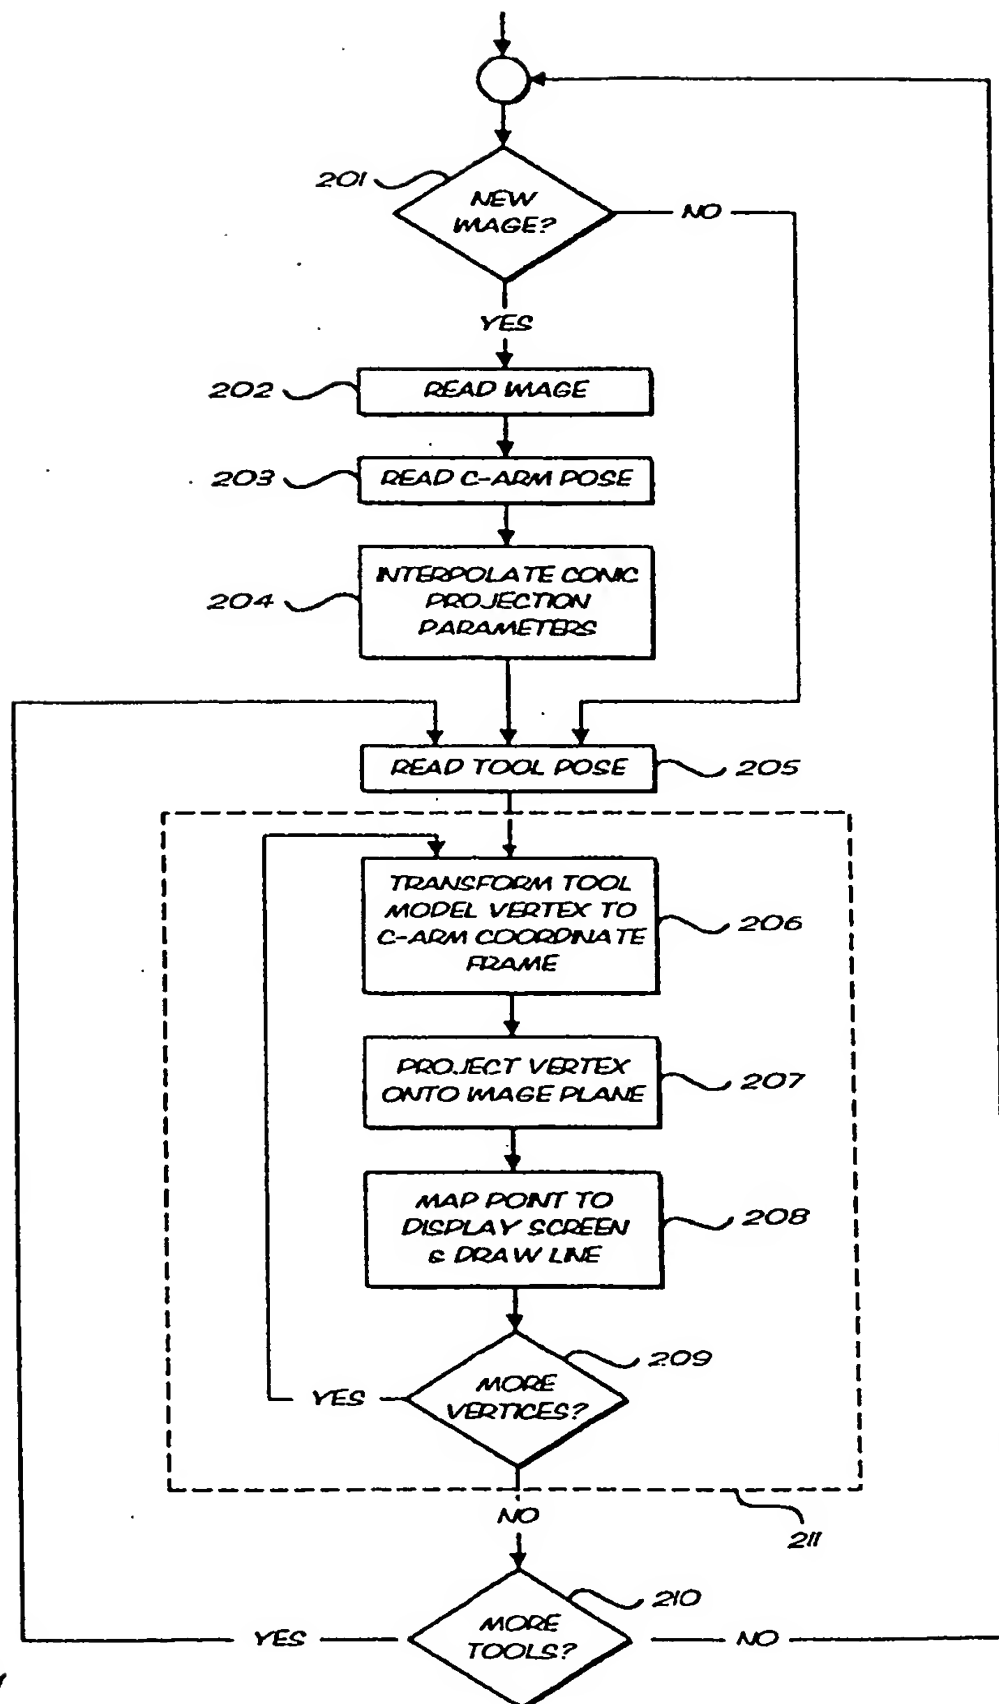 201
NEW
IMAGE?
NO
YES
202
READ IMAGE
203
READ C-ARM POSE
204
INTERPOLATE CONIC
PROJECTION
PARAMETERS
READ TOOL POSE
205
TRANSFORM TOOL
MODEL VERTEX TO
C-ARM COORDINATE
FRAME
206
PROJECT VERTEX
ONTO IMAGE PLANE
207
MAP POINT TO
DISPLAY SCREEN
& DRAW LINE
208
209
YES
MORE
VERTICES?
NO
211
210
YES
MORE
TOOLS?
NO